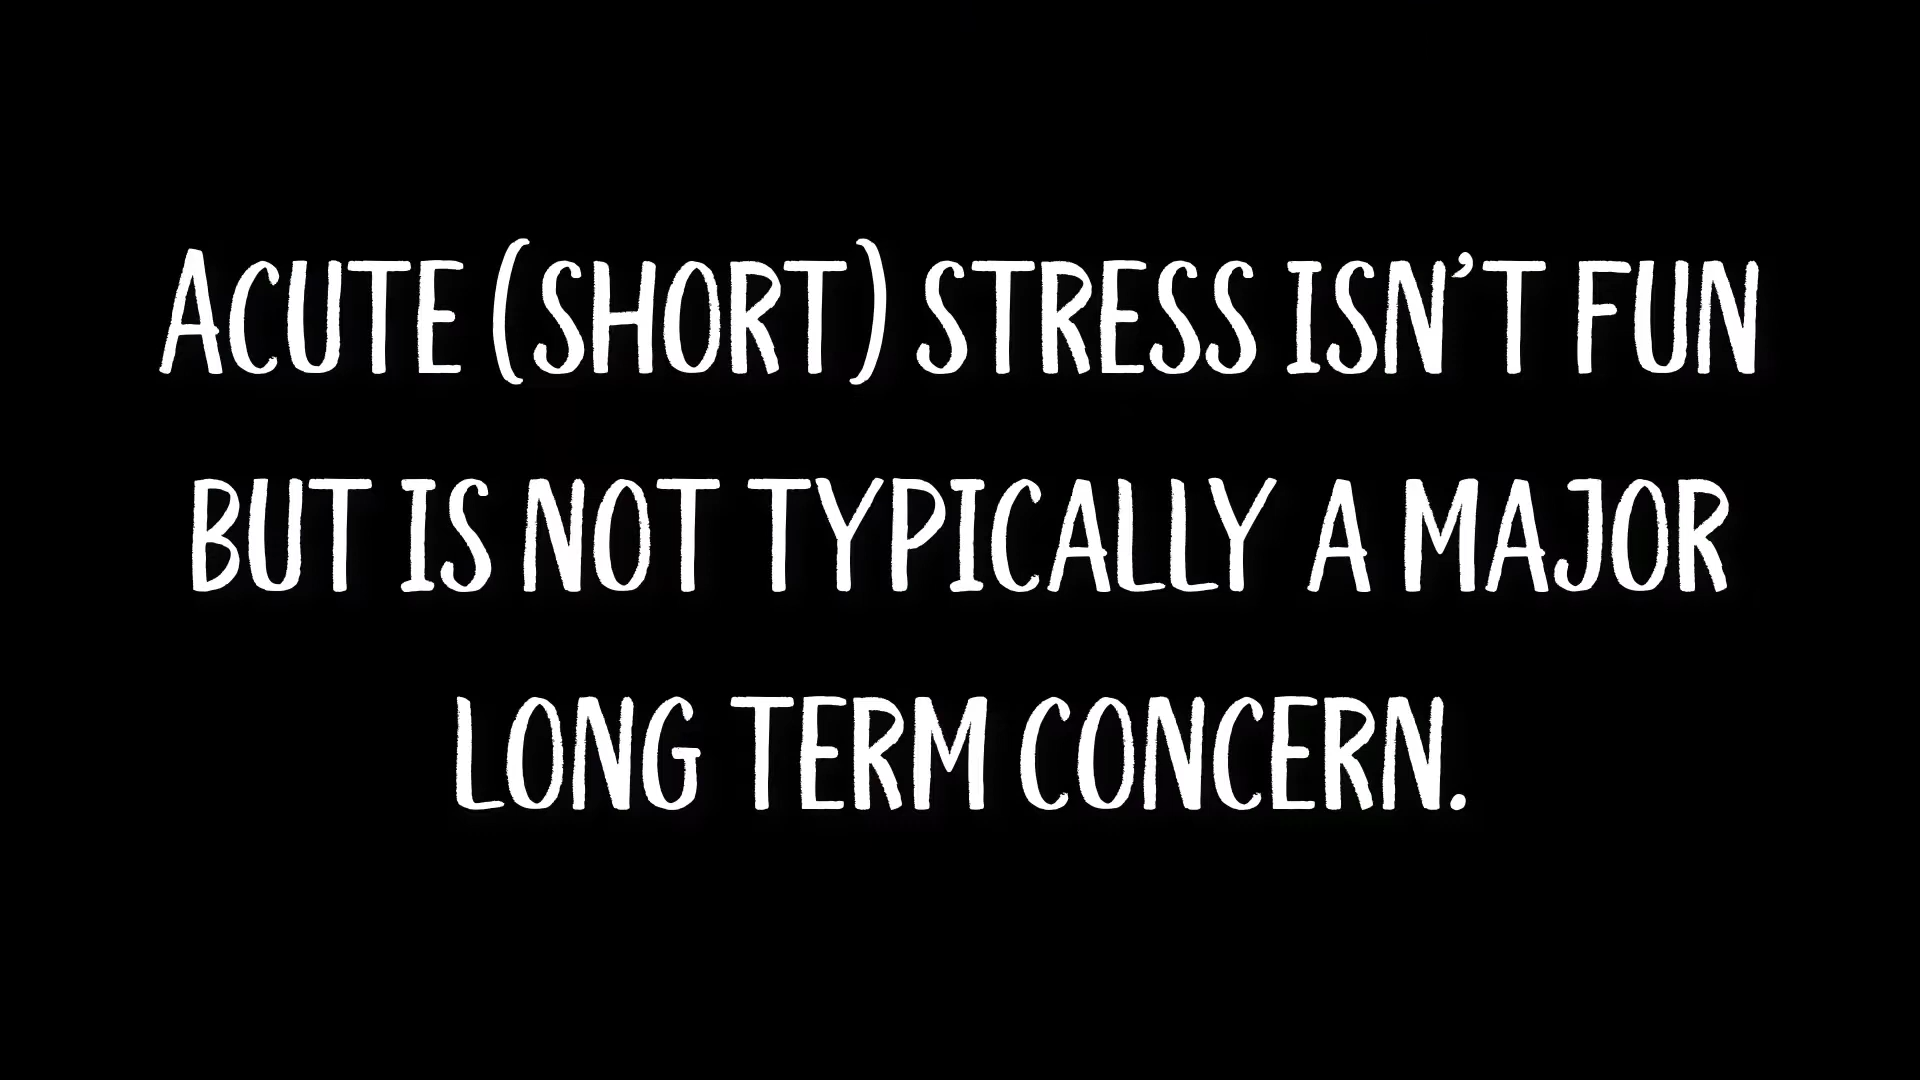 ACUTE (SHORT) STRESS ISN’T FUN
BUT IS NOT TYPICALLY A MAJOR
LONG TERM CONCERN.